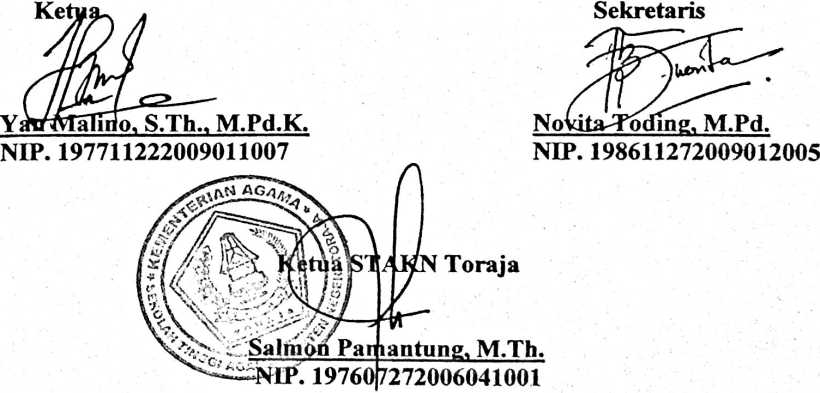 Ketua
Sekretaris
Yan Malino, S.Th., M.Pd.K.
NIP. 197711222009011007
Novita Toding, M.Pd.
NIP. 198611272009012005
KEMENTERIAN AGAMA
SEKOLAH TINGGI AGAMA KRISTEN NEGERI TORAJA
Ketua STAKN Toraja
Salmon Pamantung, M.Th.
NIP. 197607272006041001